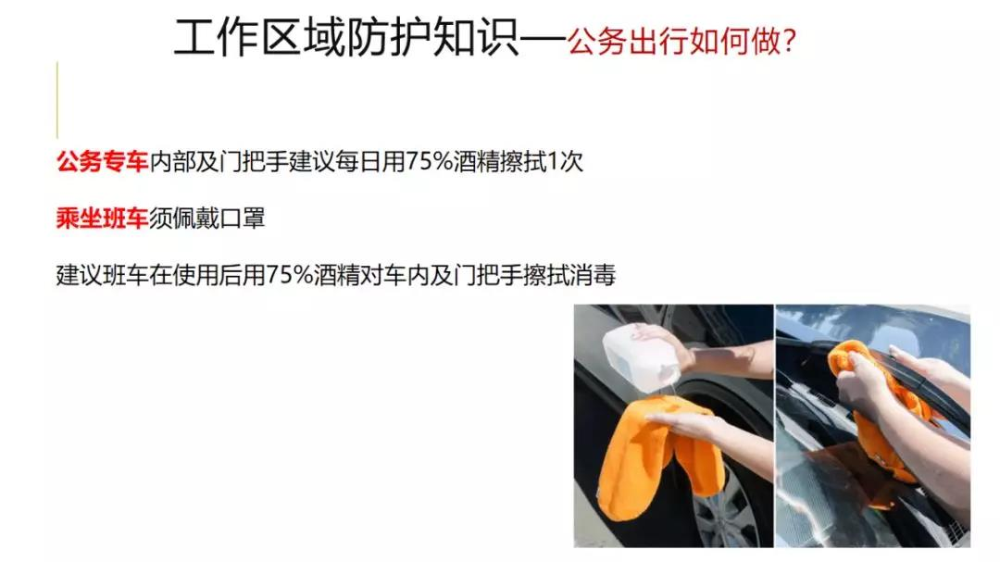 工作区域防护知识—公务出行如何做？
公务专车内部及门把手建议每日用75%酒精擦拭1次
乘坐班车须佩戴口罩
建议班车在使用后用75%酒精对车内及门把手擦拭消毒